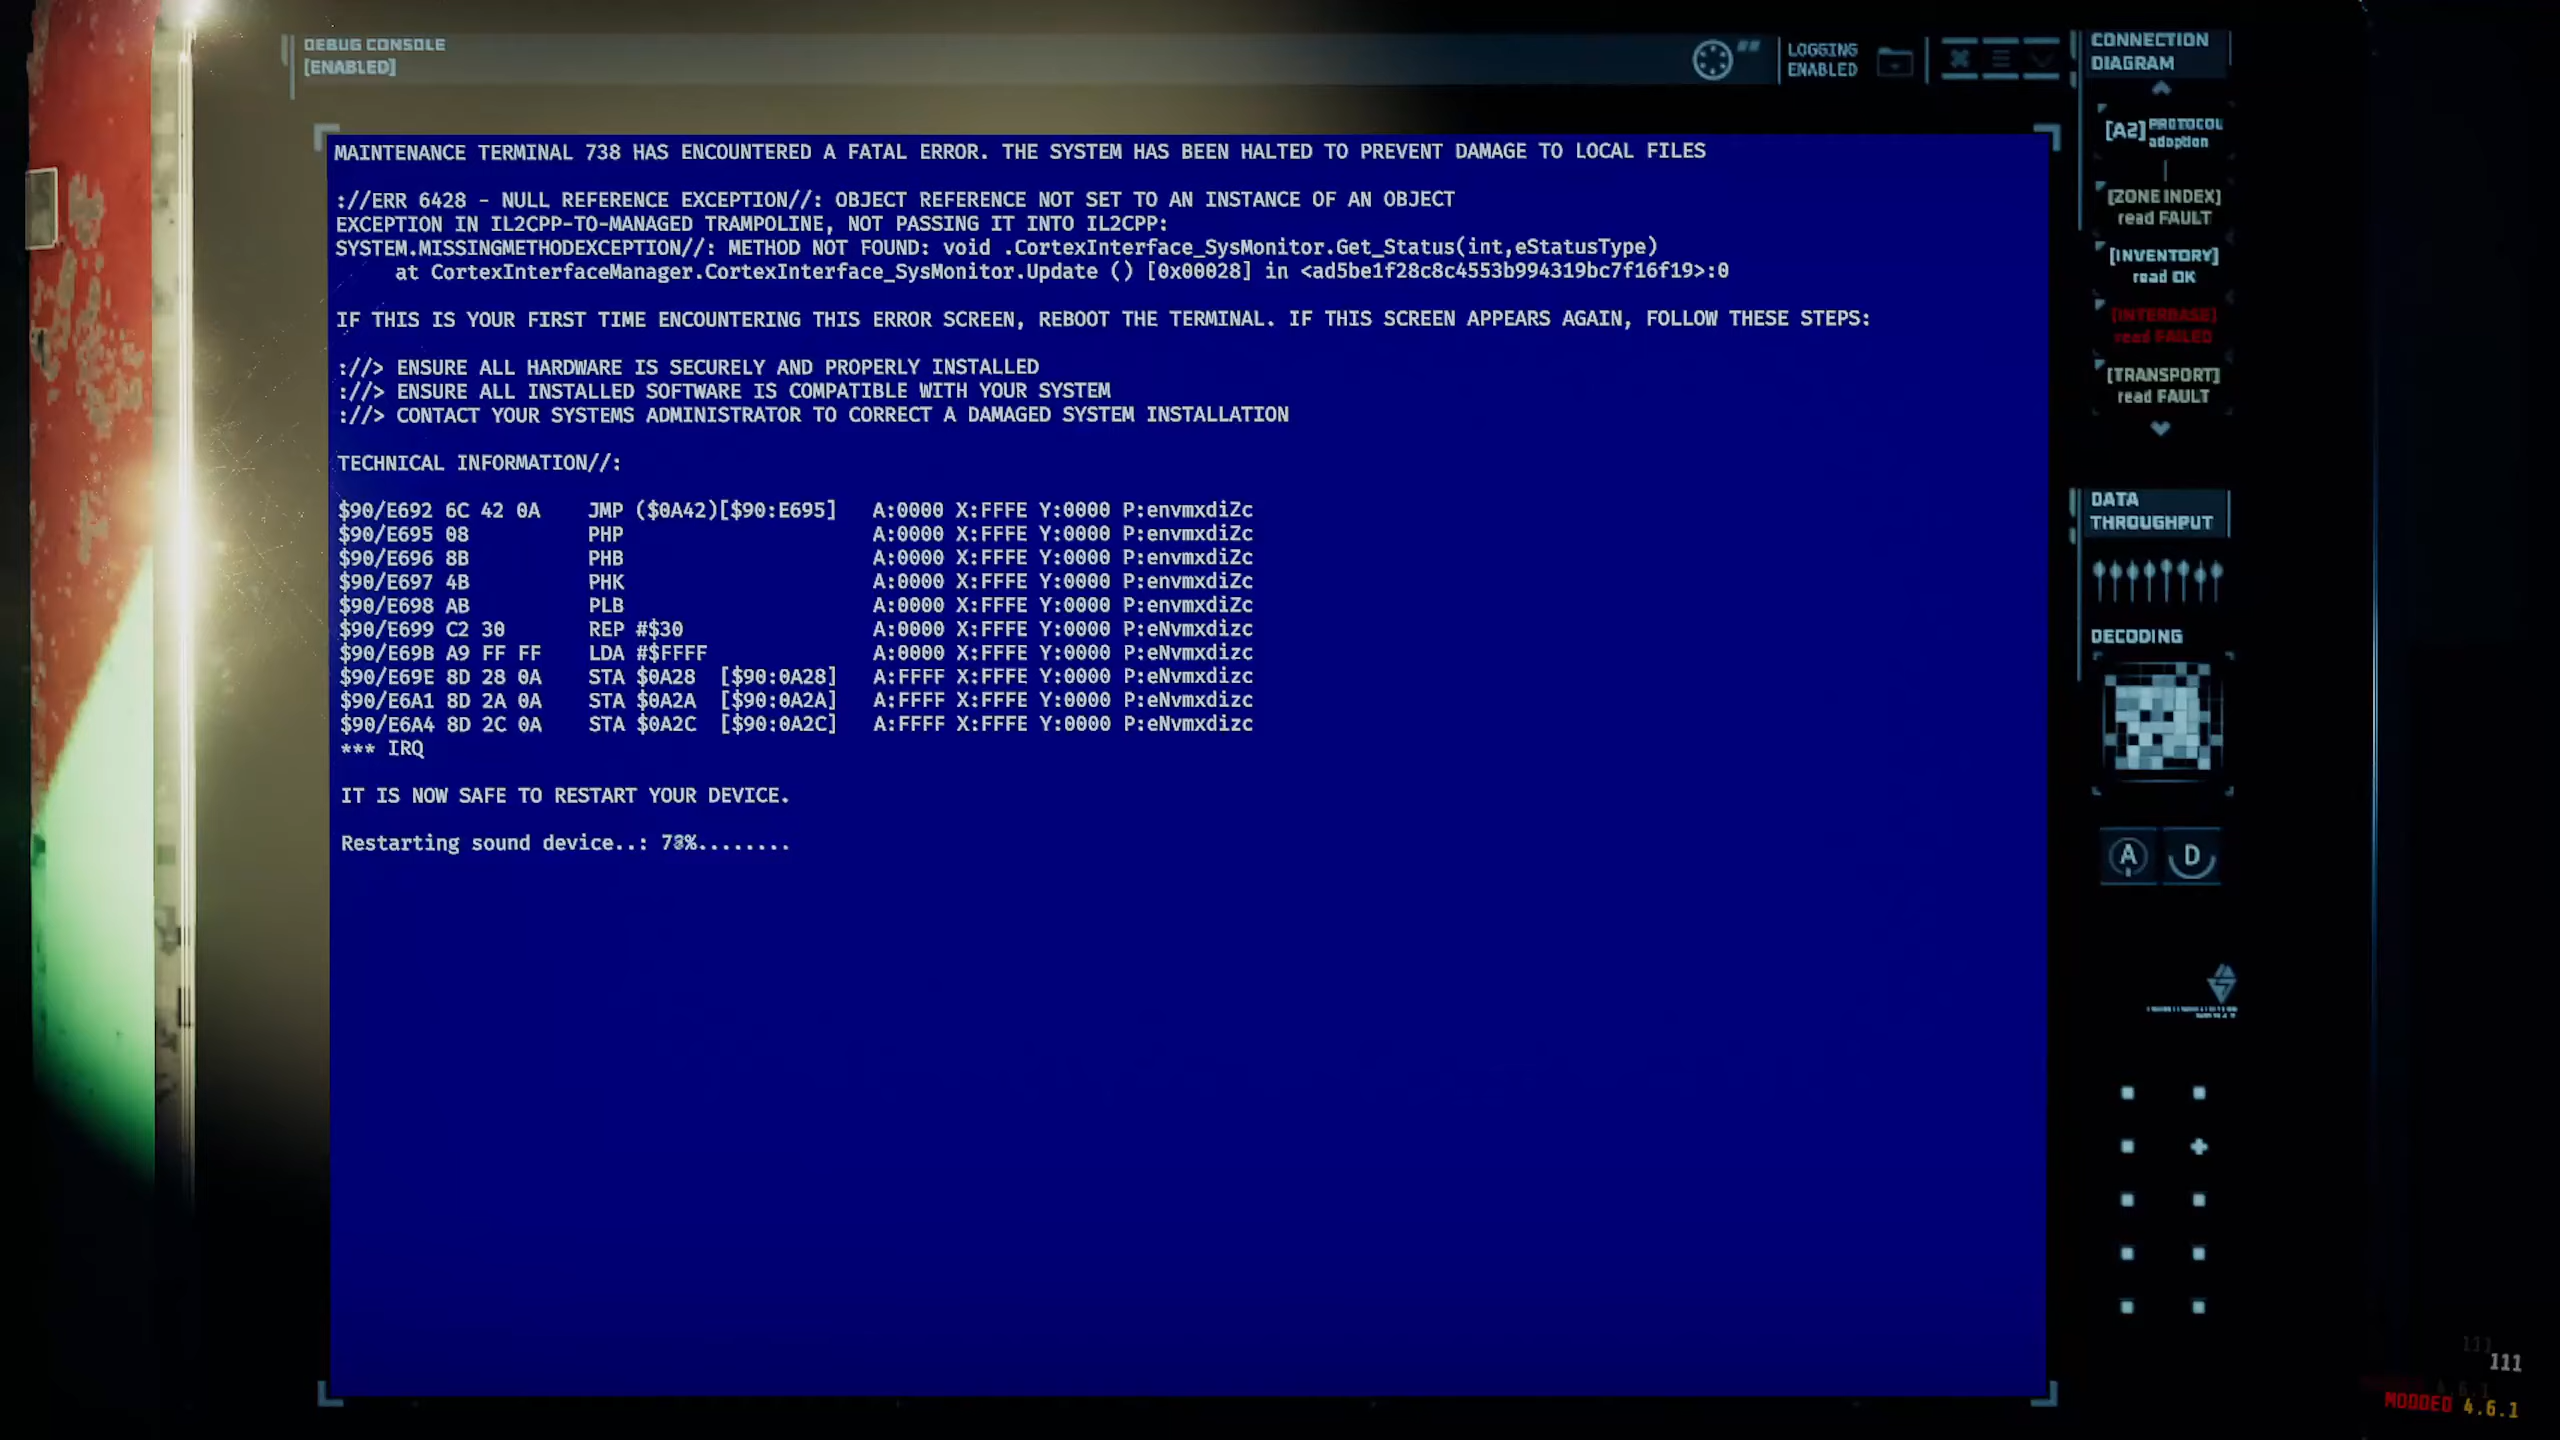 DEBUG CONSOLE
[ENABLED]
LOGGING
ENABLED
MAINTENANCE TERMINAL 738 HAS ENCOUNTERED A FATAL ERROR. THE SYSTEM HAS BEEN HALTED TO PREVENT DAMAGE TO LOCAL FILES
://ERR 6428 - NULL REFERENCE EXCEPTION//: OBJECT REFERENCE NOT SET TO AN INSTANCE OF AN OBJECT
EXCEPTION IN IL2CPP-TO-MANAGED TRAMPOLINE, NOT PASSING IT INTO IL2CPP:
SYSTEM.MISSINGMETHODEXCEPTION//: METHOD NOT FOUND: void .CortexInterface_SysMonitor.Get_Status(int,eStatusType)
at CortexInterfaceManager.CortexInterface_SysMonitor.Update () [0x00028] in <ad5be1f28c8c4553b994319bc7f16f19>:0
IF THIS IS YOUR FIRST TIME ENCOUNTERING THIS ERROR SCREEN, REBOOT THE TERMINAL. IF THIS SCREEN APPEARS AGAIN, FOLLOW THESE STEPS:
://> ENSURE ALL HARDWARE IS SECURELY AND PROPERLY INSTALLED
://> ENSURE ALL INSTALLED SOFTWARE IS COMPATIBLE WITH YOUR SYSTEM
://> CONTACT YOUR SYSTEMS ADMINISTRATOR TO CORRECT A DAMAGED SYSTEM INSTALLATION
TECHNICAL INFORMATION//:
$90/E692 6C 42 0A JMP ($0A42)[$90:E695] A:0000 X:FFFE Y:0000 P:envmxdiZc
$90/E695 08 PHP A:0000 X:FFFE Y:0000 P:envmxdiZc
$90/E696 8B PHB A:0000 X:FFFE Y:0000 P:envmxdiZc
$90/E697 4B PHK A:0000 X:FFFE Y:0000 P:envmxdiZc
$90/E698 AB PLB A:0000 X:FFFE Y:0000 P:envmxdiZc
$90/E699 C2 30 REP #$30 A:0000 X:FFFE Y:0000 P:eNvmxdizc
$90/E69B A9 FF FF LDA #$FFFF A:0000 X:FFFE Y:0000 P:eNvmxdizc
$90/E69E 8D 28 0A STA $0A28 [$90:0A28] A:FFFF X:FFFE Y:0000 P:eNvmxdizc
$90/E6A1 8D 2A 0A STA $0A2A [$90:0A2A] A:FFFF X:FFFE Y:0000 P:eNvmxdizc
$90/E6A4 8D 2C 0A STA $0A2C [$90:0A2C] A:FFFF X:FFFE Y:0000 P:eNvmxdizc
*** IRQ
IT IS NOW SAFE TO RESTART YOUR DEVICE.
Restarting sound device..:
CONNECTION
DIAGRAM
[A2] PROTOCOL
adoption
[ZONE INDEX]
read FAULT
[INVENTORY]
read OK
[INTERBASE]
read FAILED
[TRANSPORT]
read FAULT
DATA
THROUGHPUT
DECODING
A D
111
MODDED 4.6.1